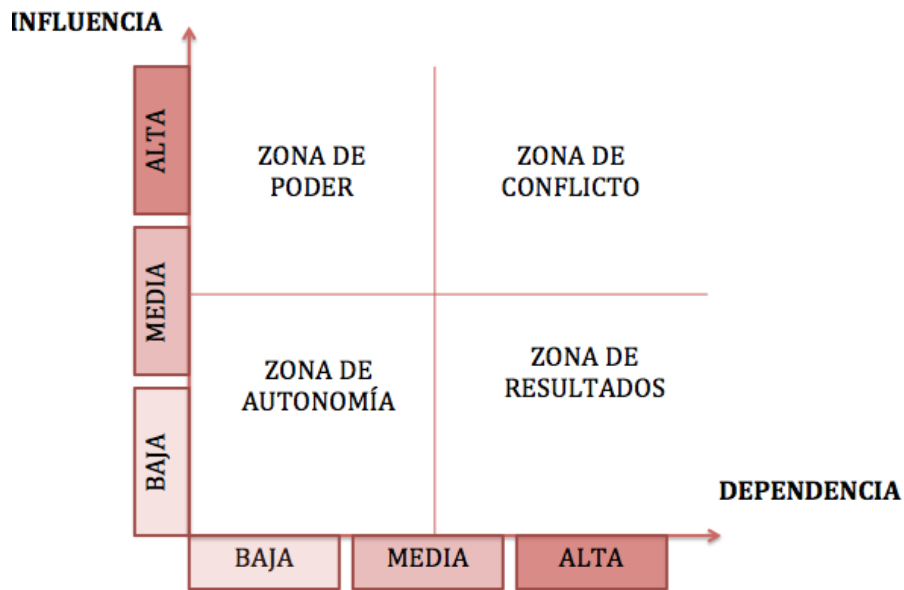 INFLUENCIA
ALTA
ZONA DE
PODER
ZONA DE
CONFLICTO
MEDIA
ZONA DE
AUTONOMÍA
ZONA DE
RESULTADOS
BAJA
DEPENDENCIA
BAJA
MEDIA
ALTA